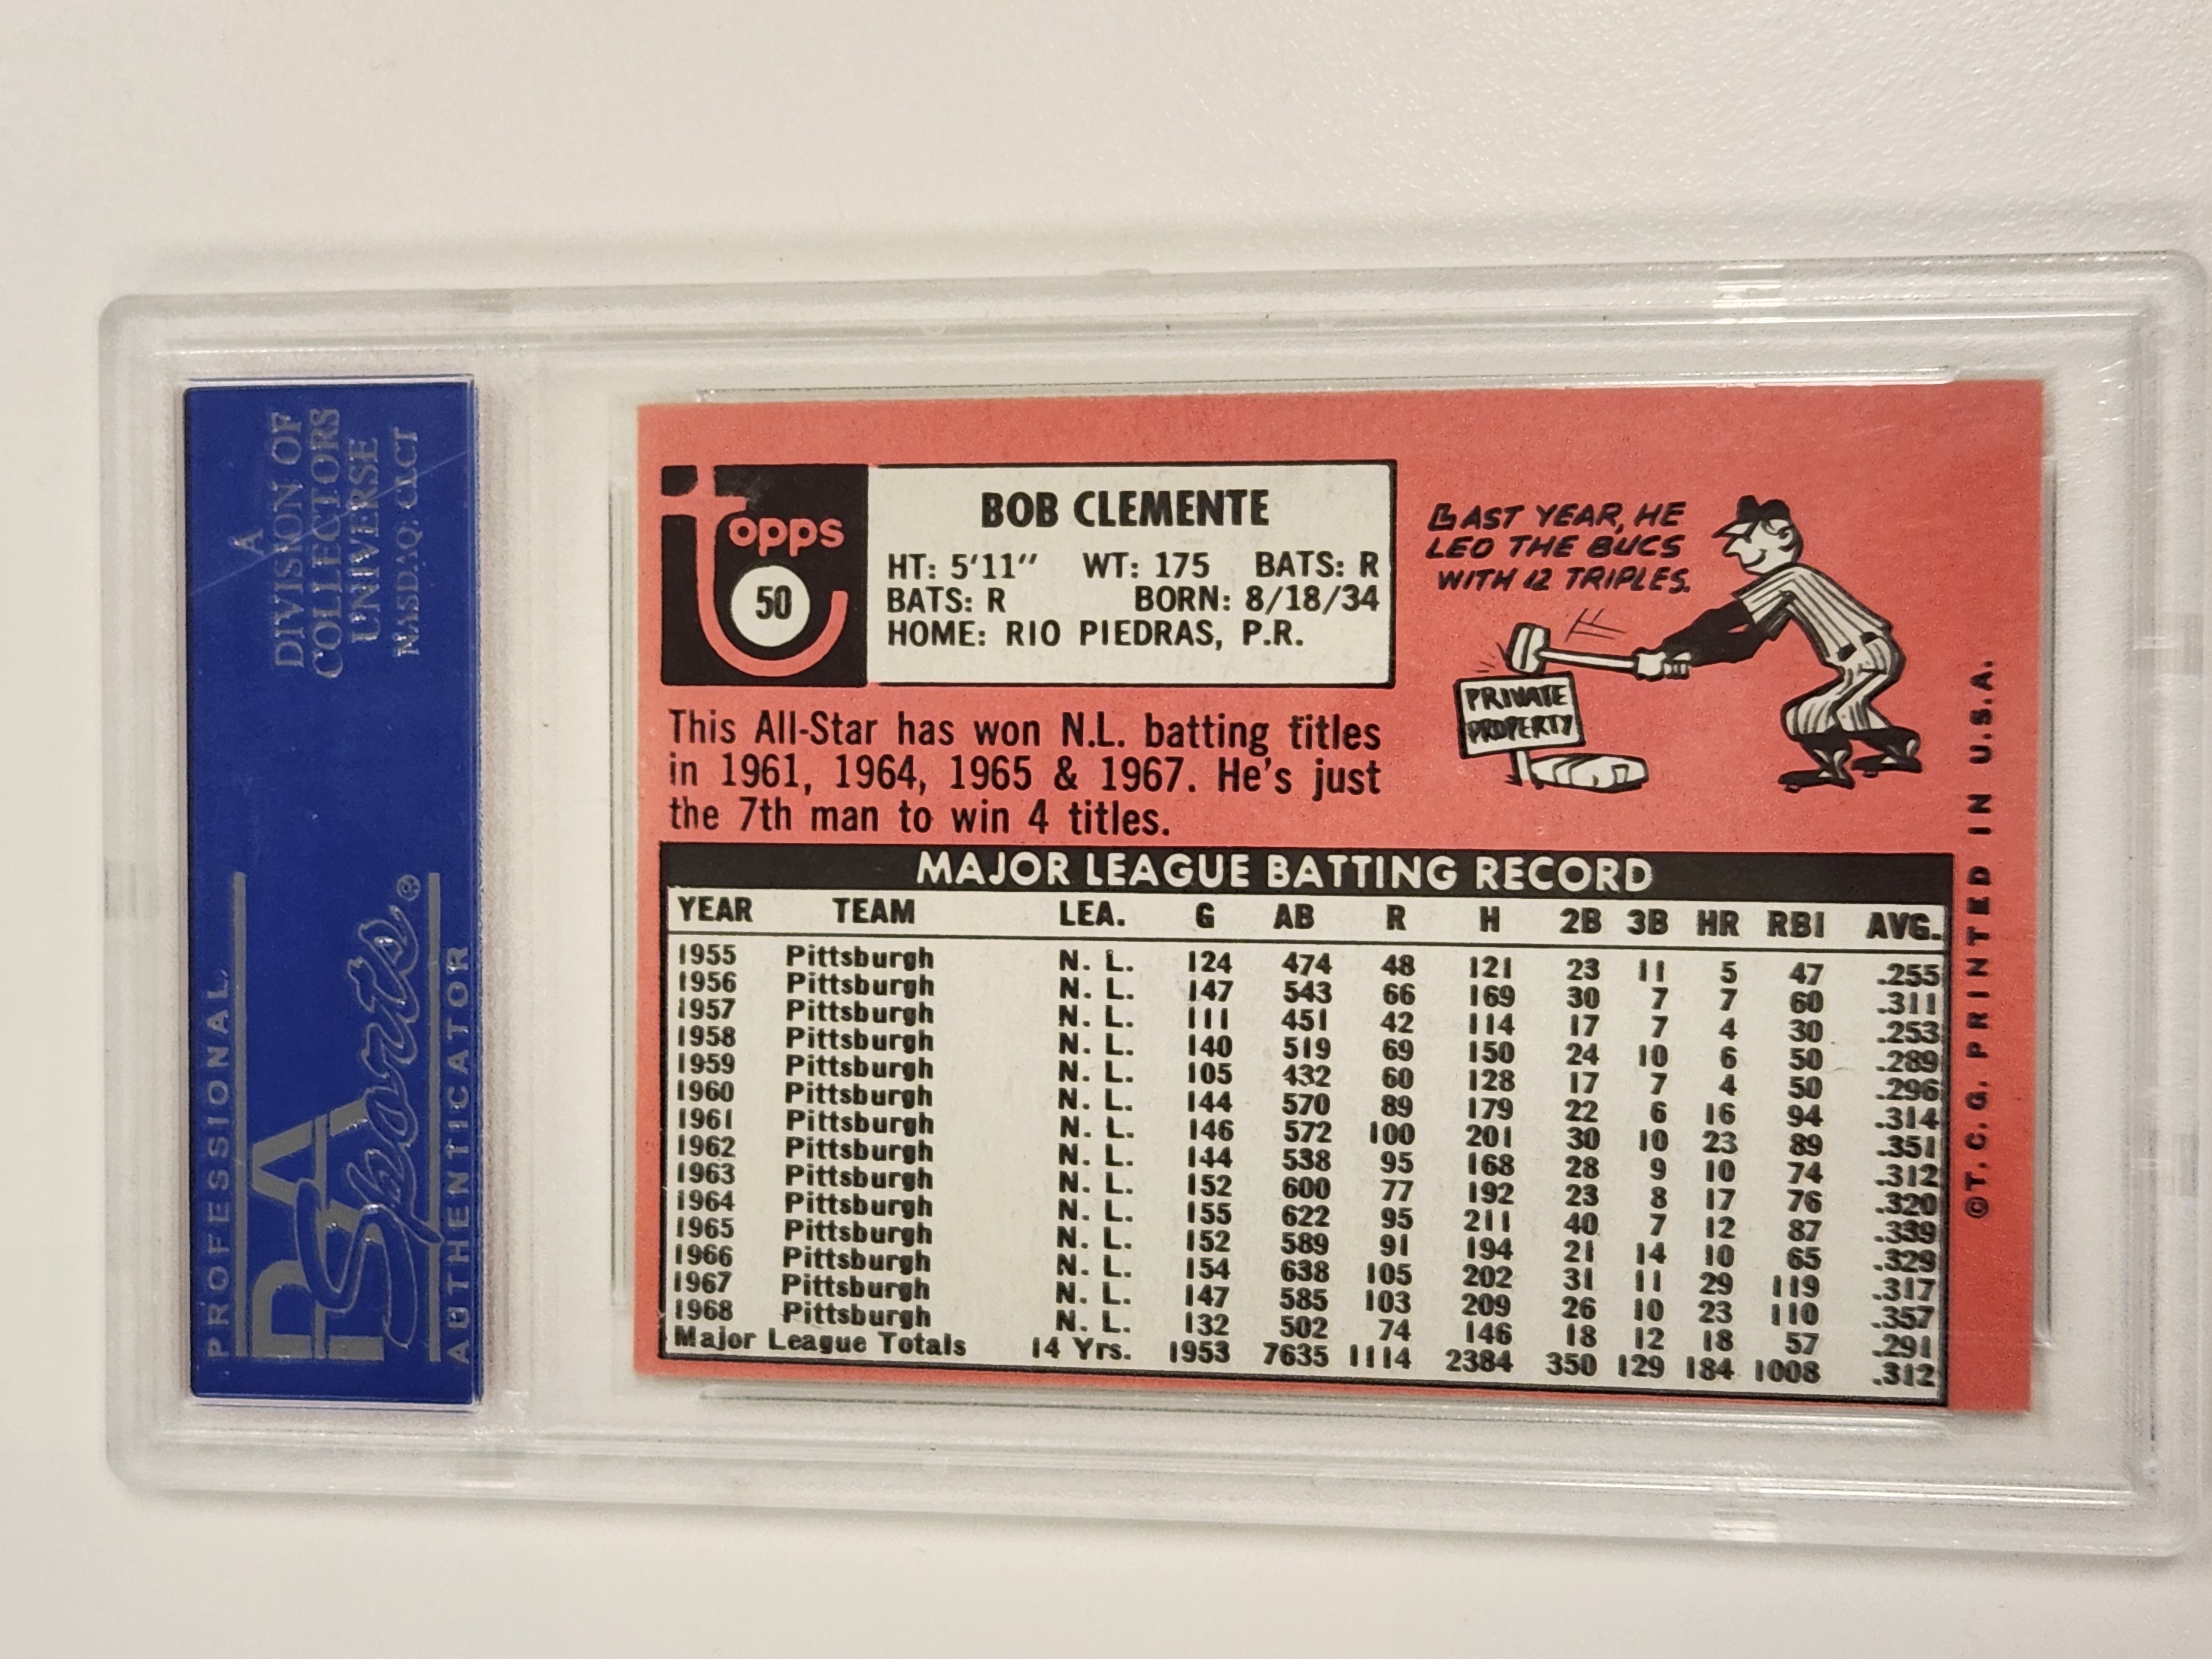 A
DIVISION OF
COLLECTORS
UNIVERSE
NASDAQ: CLCT
PROFESSIONAL
PSA
Sports®
AUTHENTICATOR
topps
50
BOB CLEMENTE
HT: 5'11" WT: 175 BATS: R
BATS: R BORN: 8/18/34
HOME: RIO PIEDRAS, P.R.
LAST YEAR, HE
LED THE BUCS
WITH 12 TRIPLES.
PRIVATE
PROPERTY
This All-Star has won N.L. batting titles
in 1961, 1964, 1965 & 1967. He's just
the 7th man to win 4 titles.
MAJOR LEAGUE BATTING RECORD
YEAR TEAM LEA. G AB R H 2B 3B HR RBI AVG.
1955 Pittsburgh N. L. 124 474 48 121 23 11 5 47 .255
1956 Pittsburgh N. L. 147 543 66 169 30 7 7 60 .311
1957 Pittsburgh N. L. 111 451 42 114 17 7 4 30 .253
1958 Pittsburgh N. L. 140 519 69 150 24 10 6 50 .289
1959 Pittsburgh N. L. 105 432 60 128 17 7 4 50 .296
1960 Pittsburgh N. L. 144 570 89 179 22 6 16 94 .314
1961 Pittsburgh N. L. 146 572 100 201 30 10 23 89 .351
1962 Pittsburgh N. L. 144 538 95 168 28 9 10 74 .312
1963 Pittsburgh N. L. 152 600 77 192 23 8 17 76 .320
1964 Pittsburgh N. L. 155 622 95 211 40 7 12 87 .339
1965 Pittsburgh N. L. 152 589 91 194 21 14 10 65 .329
1966 Pittsburgh N. L. 154 638 105 202 31 11 29 119 .317
1967 Pittsburgh N. L. 147 585 103 209 26 10 23 110 .357
1968 Pittsburgh N. L. 132 502 74 146 18 12 18 57 .291
Major League Totals 14 Yrs. 1953 7635 1114 2384 350 129 184 1008 .312
©T. C. G. PRINTED IN U.S.A.